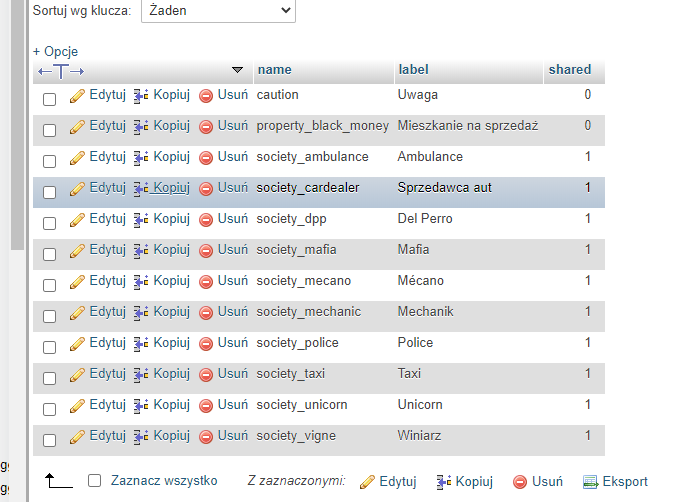 Sortuj wg klucza: Żaden
+ Opcje
name label shared
Edytuj Kopiuj Usuń caution Uwaga 0
Edytuj Kopiuj Usuń property_black_money Mieszkanie na sprzedaż 0
Edytuj Kopiuj Usuń society_ambulance Ambulance 1
Edytuj Kopiuj Usuń society_cardealer Sprzedawca aut 1
Edytuj Kopiuj Usuń society_dpp Del Perro 1
Edytuj Kopiuj Usuń society_mafia Mafia 1
Edytuj Kopiuj Usuń society_mecano Mécano 1
Edytuj Kopiuj Usuń society_mechanic Mechanik 1
Edytuj Kopiuj Usuń society_police Police 1
Edytuj Kopiuj Usuń society_taxi Taxi 1
Edytuj Kopiuj Usuń society_unicorn Unicorn 1
Edytuj Kopiuj Usuń society_vigne Winiarz 1
Zaznacz wszystko Z zaznaczonymi: Edytuj Kopiuj Usuń Eksport